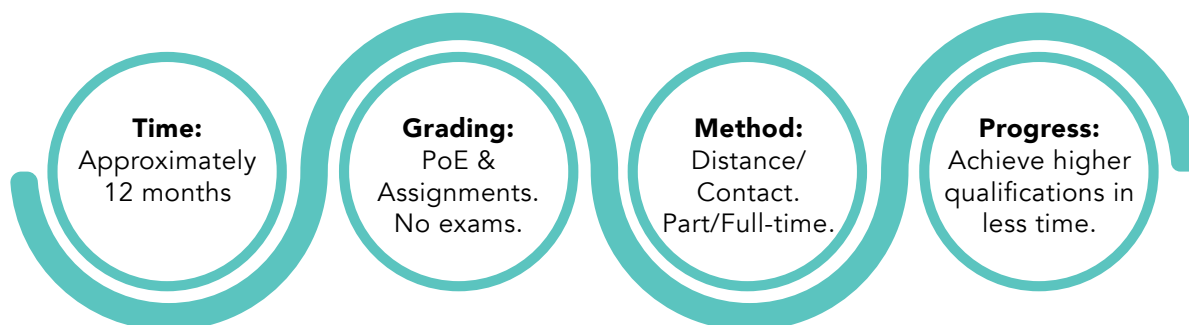 Time:
Approximately
12 months
Grading:
PoE &
Assignments.
No exams.
Method:
Distance/
Contact.
Part/Full-time.
Progress:
Achieve higher
qualifications in
less time.